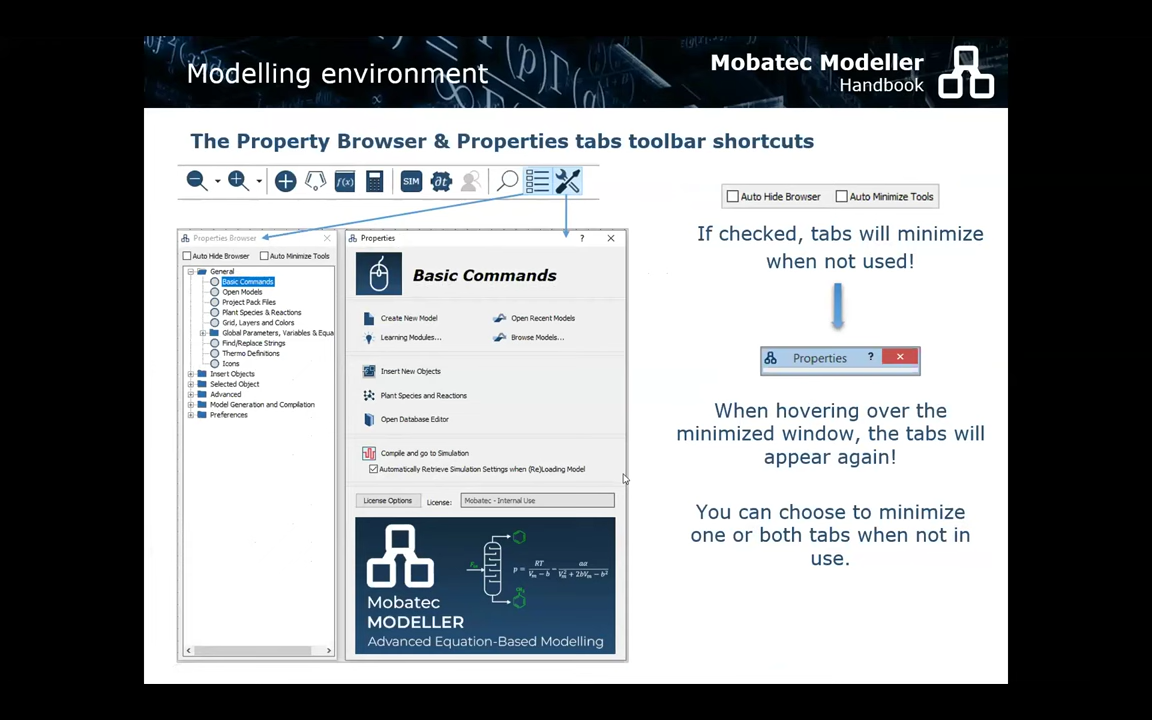 Modelling environment
Mobatec Modeller
Handbook
The Property Browser & Properties tabs toolbar shortcuts
f(x)
SIM
∂t
Properties Browser
Auto Hide Browser
Auto Minimize Tools
General
Basic Commands
Open Models
Project Pack Files
Plant Species & Reactions
Grid, Layers and Colors
Global Parameters, Variables & Equa
Find/Replace Strings
Thermo Definitions
Icons
Insert Objects
Selected Object
Advanced
Model Generation and Compilation
Preferences
Properties
?
Basic Commands
Create New Model
Open Recent Models
Learning Modules...
Browse Models...
Insert New Objects
Plant Species and Reactions
Open Database Editor
Compile and go to Simulation
Automatically Retrieve Simulation Settings when (Re)Loading Model
License Options
License:
Mobatec - Internal Use
p = RT/(Vm − b) − aα/(Vm² + 2bVm − b²)
Mobatec
MODELLER
Advanced Equation-Based Modelling
Auto Hide Browser
Auto Minimize Tools
If checked, tabs will minimize
when not used!
Properties
?
When hovering over the
minimized window, the tabs will
appear again!
You can choose to minimize
one or both tabs when not in
use.